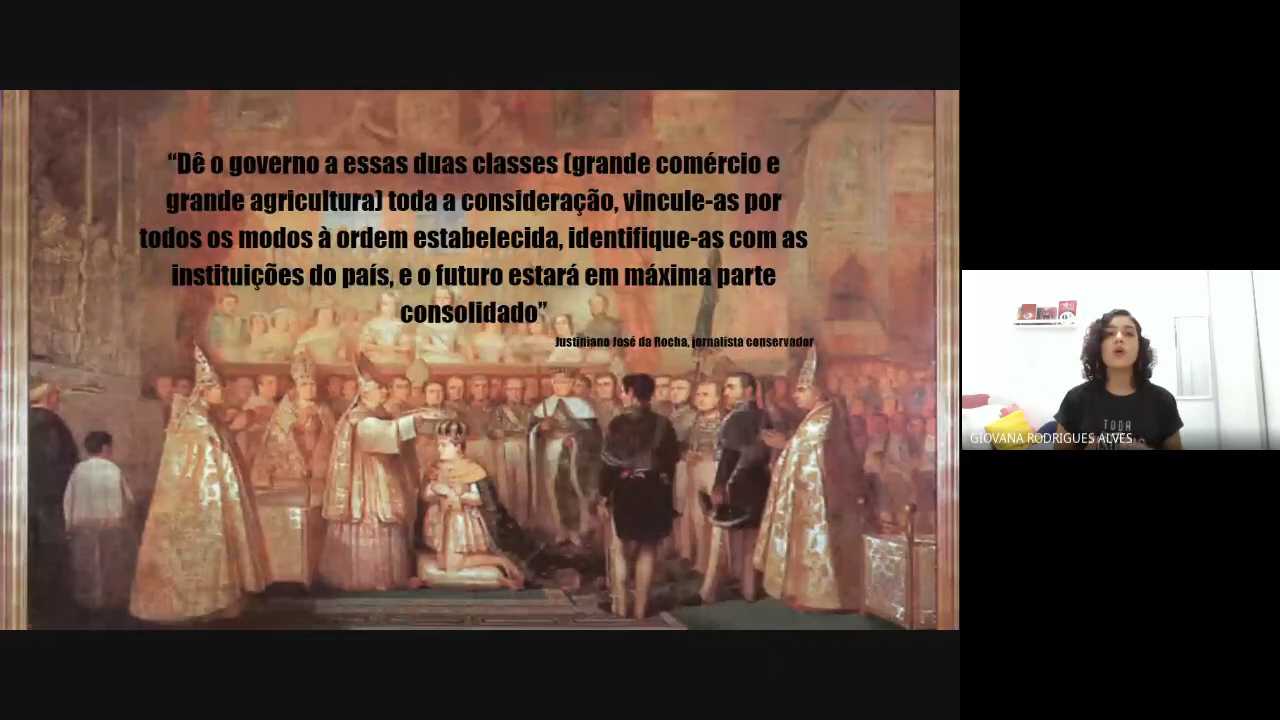 “Dê o governo a essas duas classes (grande comércio e
grande agricultura) toda a consideração, vincule-as por
todos os modos à ordem estabelecida, identifique-as com as
instituições do país, e o futuro estará em máxima parte
consolidado”
Justiniano José da Rocha, jornalista conservador
TODA
GIOVANA RODRIGUES ALVES